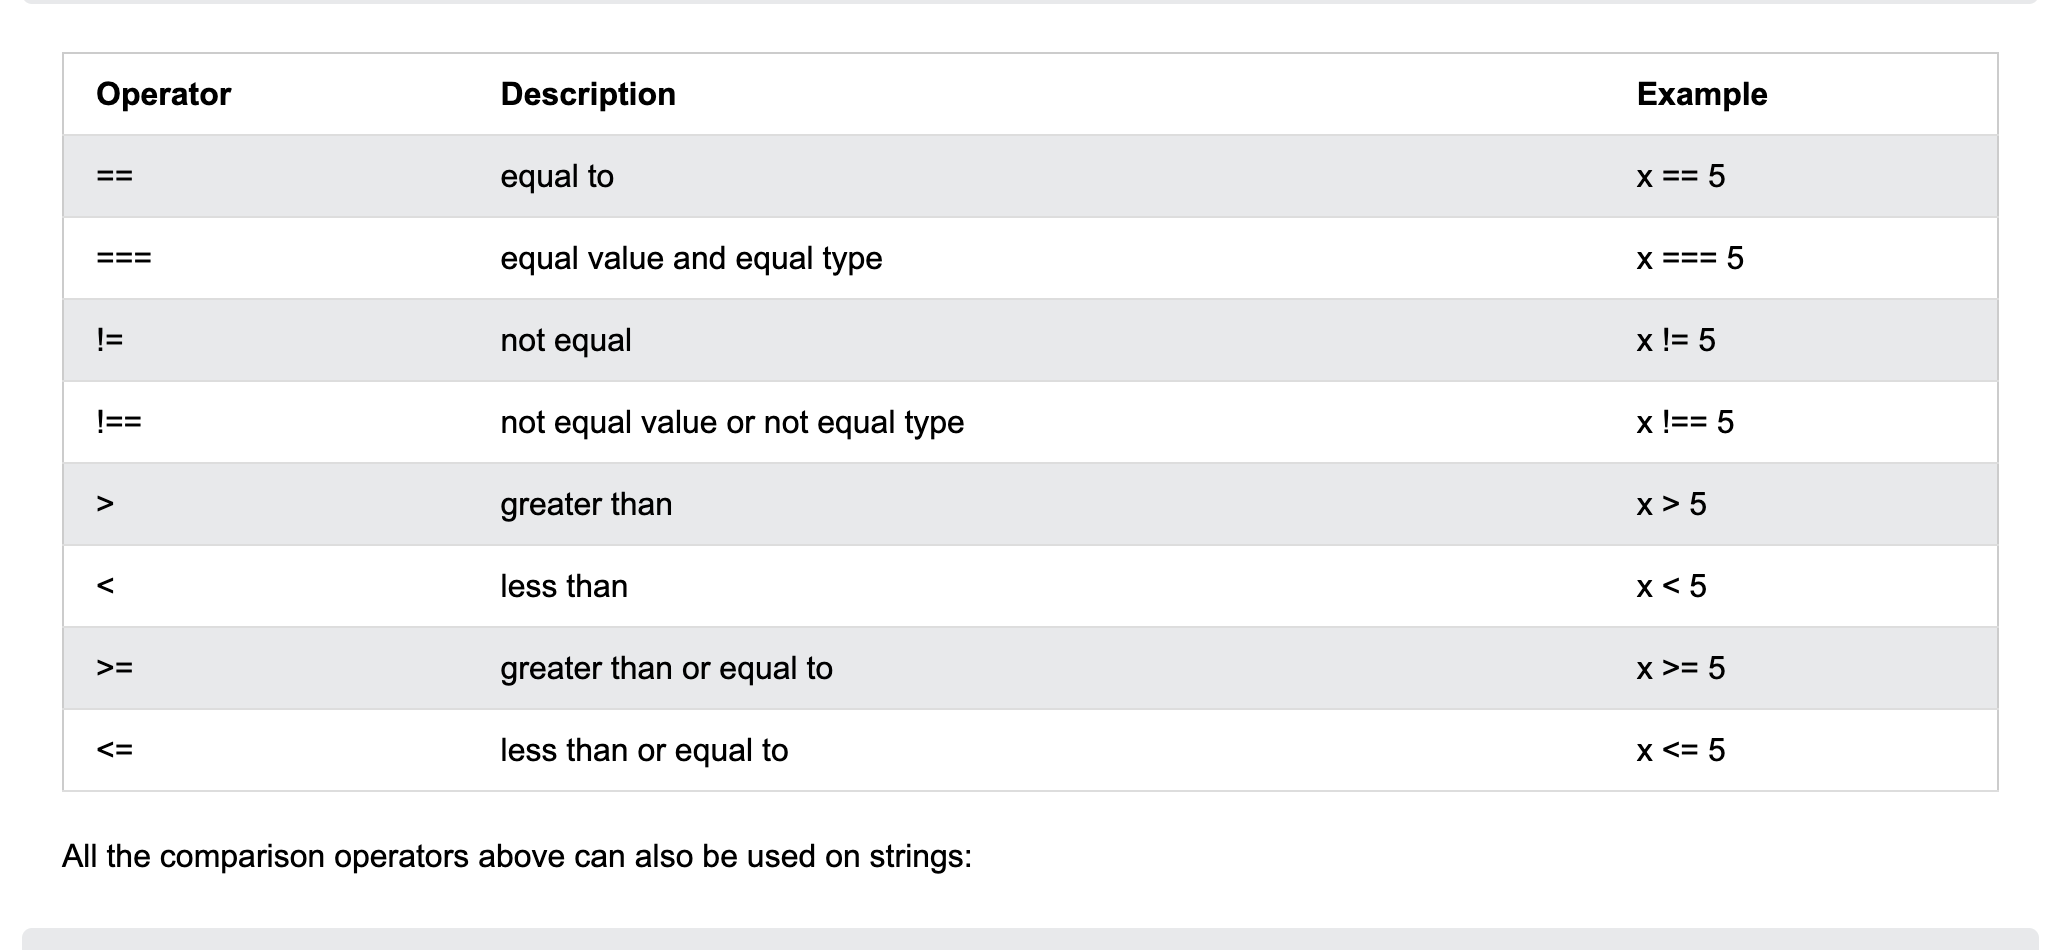 Operator Description Example
== equal to x == 5
=== equal value and equal type x === 5
!= not equal x != 5
!== not equal value or not equal type x !== 5
> greater than x > 5
< less than x < 5
>= greater than or equal to x >= 5
<= less than or equal to x <= 5
All the comparison operators above can also be used on strings: